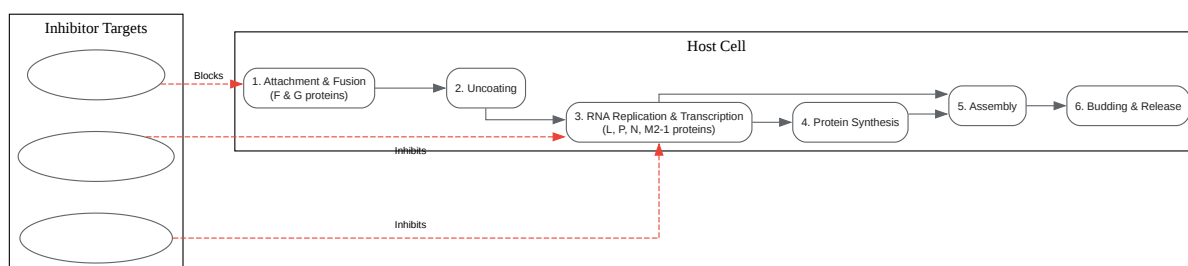 Inhibitor Targets
Host Cell
Blocks
1. Attachment & Fusion
(F & G proteins)
2. Uncoating
3. RNA Replication & Transcription
(L, P, N, M2-1 proteins)
4. Protein Synthesis
5. Assembly
6. Budding & Release
Inhibits
Inhibits